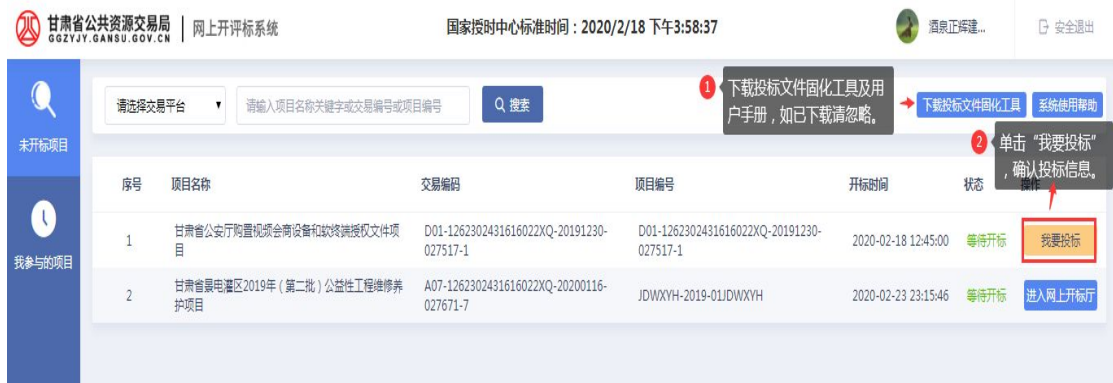 甘肃省公共资源交易局
GGZYJY.GANSU.GOV.CN
网上开评标系统
国家授时中心标准时间：2020/2/18 下午3:58:37
酒泉正辉建...
安全退出
未开标项目
我参与的项目
请选择交易平台
请输入项目名称关键字或交易编号或项目编号
搜索
1
下载投标文件固化工具及用
户手册，如已下载请忽略。
下载投标文件固化工具
系统使用帮助
2
单击“我要投标”
，确认投标信息。
序号 项目名称 交易编码 项目编号 开标时间 状态 操作
1
甘肃省公安厅购置视频会商设备和软终端授权文件项
目
D01-1262302431616022XQ-20191230-
027517-1
D01-1262302431616022XQ-20191230-
027517-1
2020-02-18 12:45:00
等待开标
我要投标
2
甘肃省景电灌区2019年（第二批）公益性工程维修养
护项目
A07-1262302431616022XQ-20200116-
027671-7
JDWXYH-2019-01JDWXYH
2020-02-23 23:15:46
等待开标
进入网上开标厅